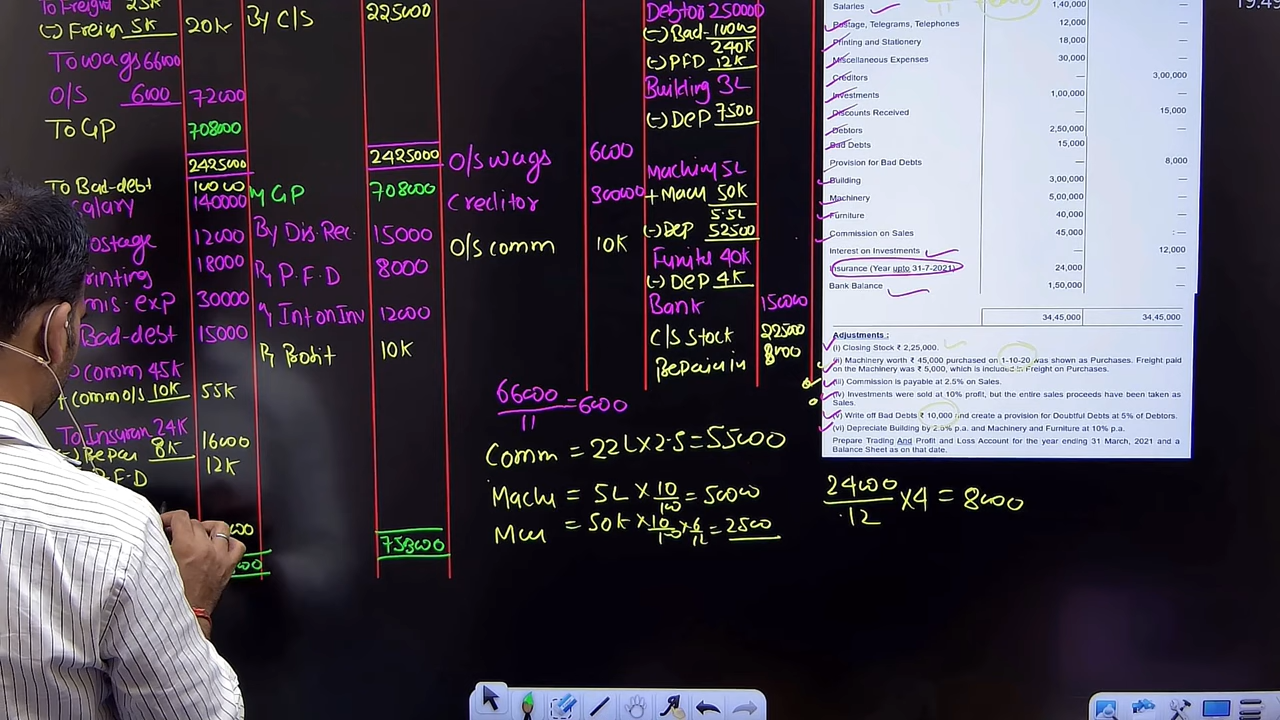 To Freight 25K
(-) Freign 5K 20K By C/S 225000
To wags 66000
O/S 6000 72000
To GP 708000
2425000 2425000
To Bad-debt 10000
salary 140000 By GP 708000
ostage 12000 By Dis. Rec. 15000
rinting 18000 By P.F.D 8000
mis. exp 30000 By Int on Inv 12000
Bad-debt 15000 By Profit 10K
comm 45K
+ (comm o/s 10K 55K
To Insuran 24K
(-) Repai 8K 16000
P.F.D 12K
753000
O/S wags 6000
Creditor 300000
O/S comm 10K
Debtor 250000
(-) Bad- 10000
240K
(-) PFD 12K
Building 3L
(-) Dep 7500
Machiny 5L
+ Mach 50K
5.5L
(-) Dep 52500
Funitel 40K
(-) Dep 4K
Bank 150000
C/S Stock 225000
Repain in 8000
66000/11 = 6000
Comm = 22L x 2.5 = 55000
Machi = 5L x 10/100 = 50000
Mac = 50K x 10/100 x 6/12 = 2500
24000/12 x 4 = 8000
Salaries 1,40,000 —
Postage, Telegrams, Telephones 12,000 —
Printing and Stationery 18,000 —
Miscellaneous Expenses 30,000 —
Creditors — 3,00,000
Investments 1,00,000 —
Discounts Received — 15,000
Debtors 2,50,000 —
Bad Debts 15,000 —
Provision for Bad Debts 8,000
Building 3,00,000 —
Machinery 5,00,000 —
Furniture 40,000 —
Commission on Sales 45,000 —
Interest on Investments — 12,000
Insurance (Year upto 31-7-2021) 24,000 —
Bank Balance 1,50,000 —
34,45,000 34,45,000
Adjustments :
(i) Closing Stock ₹ 2,25,000.
(ii) Machinery worth ₹ 45,000 purchased on 1-10-20 was shown as Purchases. Freight paid
on the Machinery was ₹ 5,000, which is included in Freight on Purchases.
(iii) Commission is payable at 2.5% on Sales.
(iv) Investments were sold at 10% profit, but the entire sales proceeds have been taken as
Sales.
(v) Write off Bad Debts ₹ 10,000 and create a provision for Doubtful Debts at 5% of Debtors.
(vi) Depreciate Building by 2.5% p.a. and Machinery and Furniture at 10% p.a.
Prepare Trading And Profit and Loss Account for the year ending 31 March, 2021 and a
Balance Sheet as on that date.